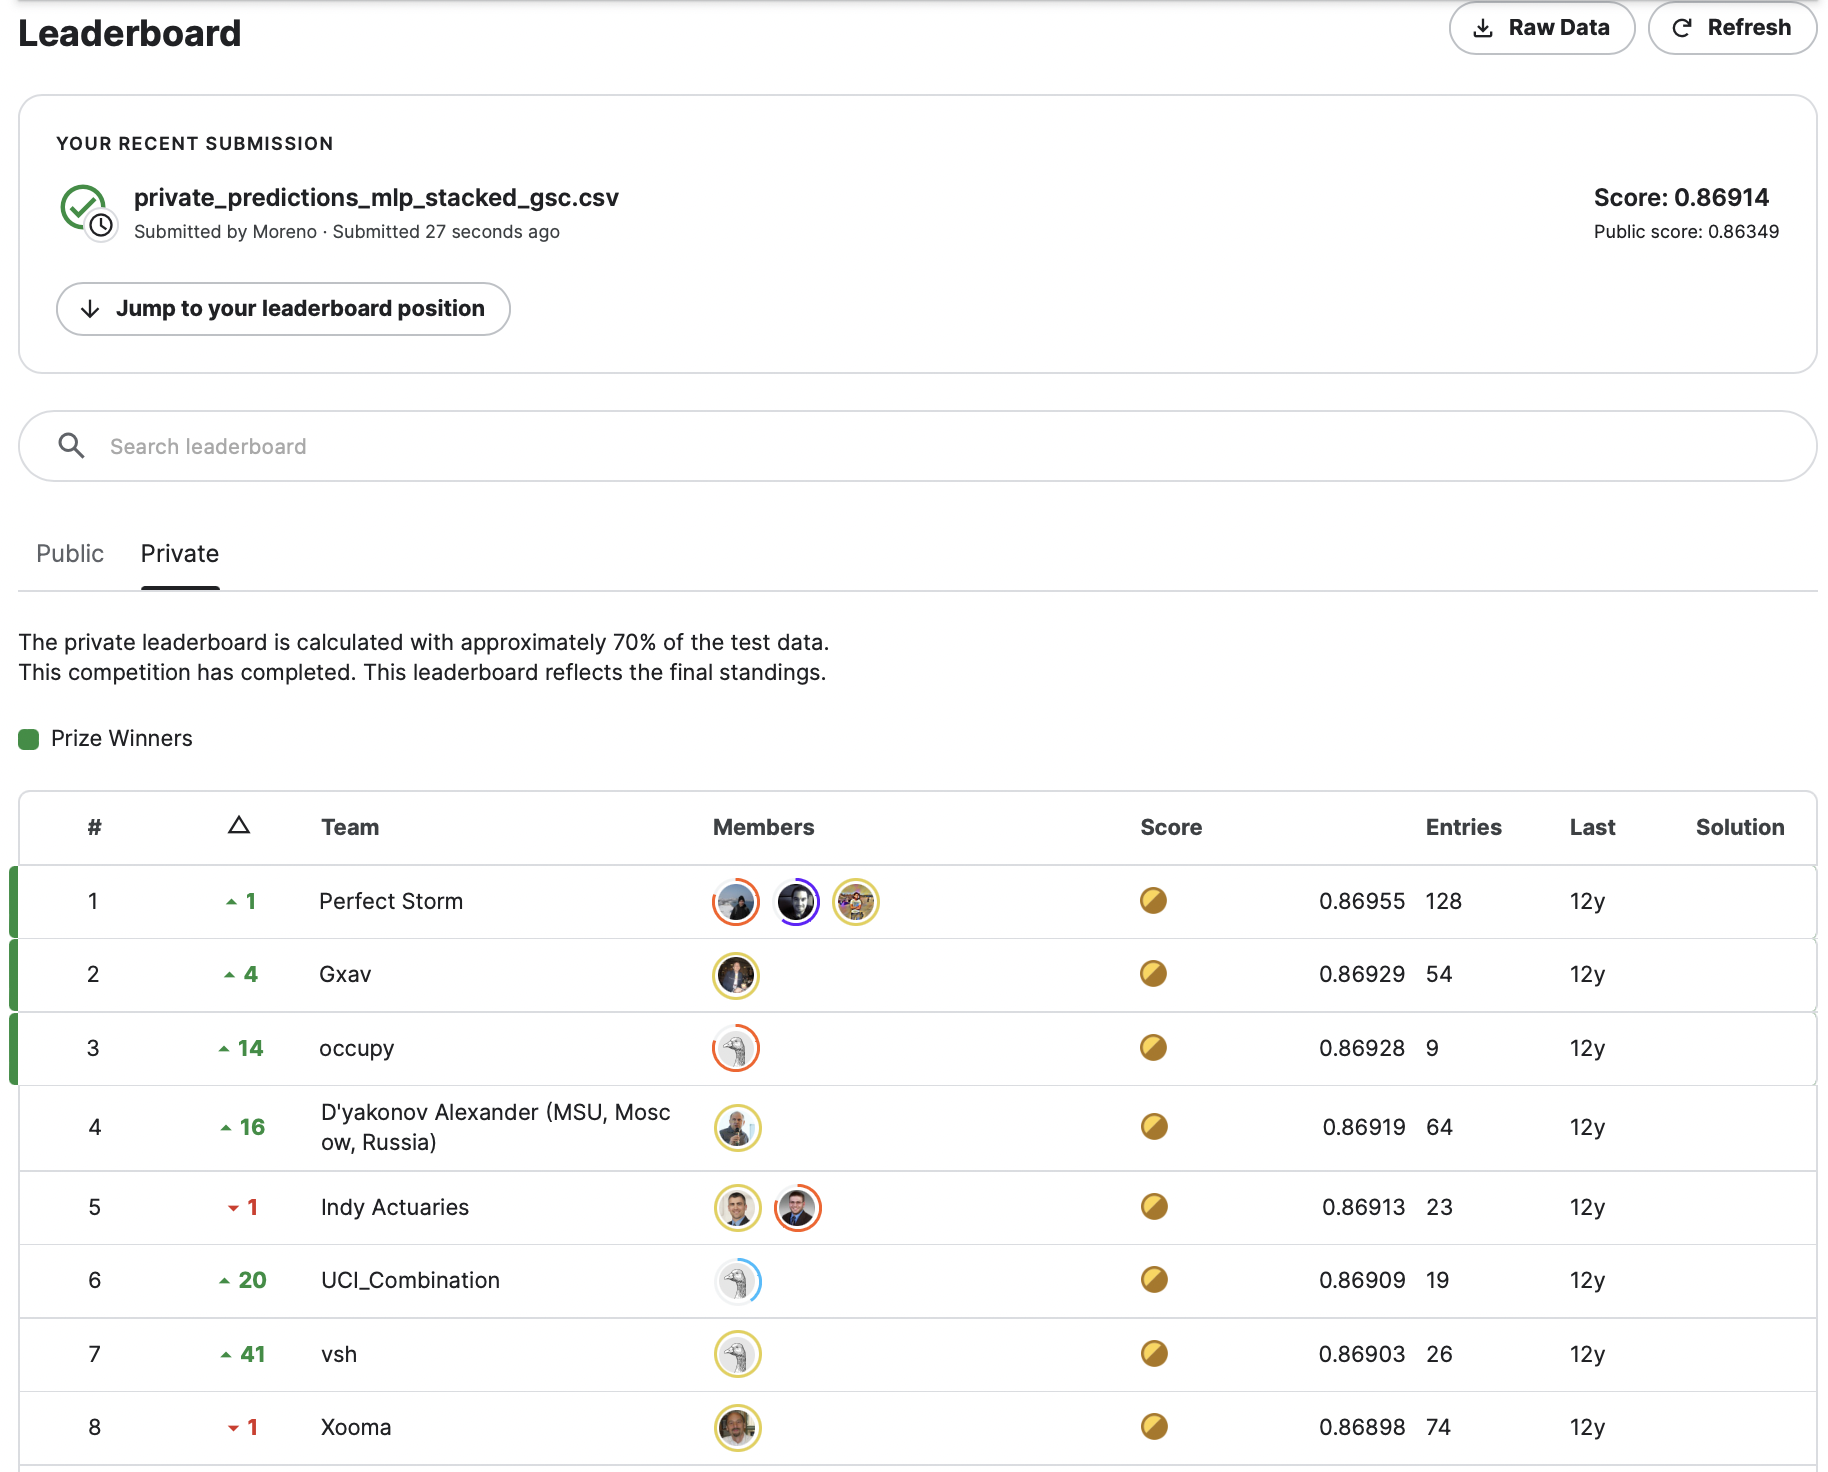 Leaderboard
Raw Data
Refresh
YOUR RECENT SUBMISSION
private_predictions_mlp_stacked_gsc.csv
Submitted by Moreno · Submitted 27 seconds ago
Score: 0.86914
Public score: 0.86349
Jump to your leaderboard position
Search leaderboard
Public Private
The private leaderboard is calculated with approximately 70% of the test data.
This competition has completed. This leaderboard reflects the final standings.
Prize Winners
# △ Team Members Score Entries Last Solution
1 1 Perfect Storm 0.86955 128 12y
2 4 Gxav 0.86929 54 12y
3 14 occupy 0.86928 9 12y
4 16 D'yakonov Alexander (MSU, Mosc
ow, Russia) 0.86919 64 12y
5 1 Indy Actuaries 0.86913 23 12y
6 20 UCI_Combination 0.86909 19 12y
7 41 vsh 0.86903 26 12y
8 1 Xooma 0.86898 74 12y